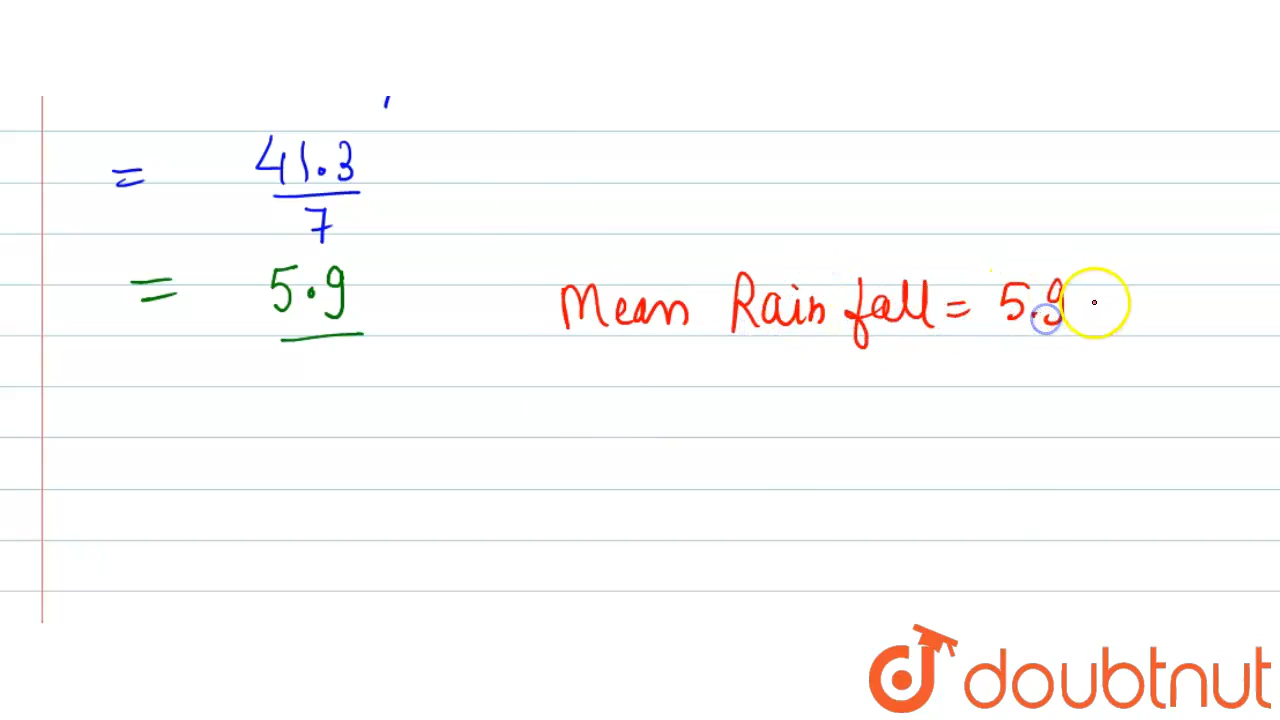 = 41.3
7
= 5.9
Mean Rainfall = 5.9
doubtnut